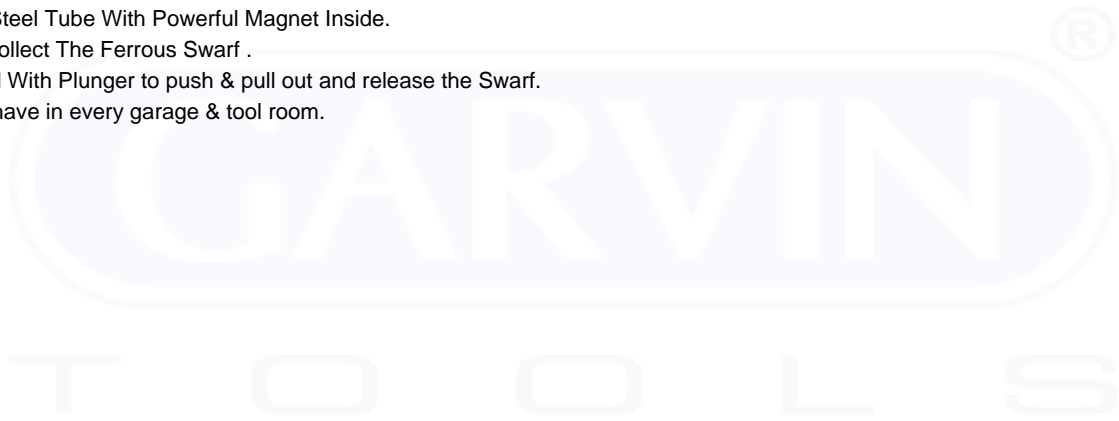 Steel Tube With Powerful Magnet Inside.
ollect The Ferrous Swarf .
With Plunger to push & pull out and release the Swarf.
have in every garage & tool room.
GARVIN
®
TOOLS